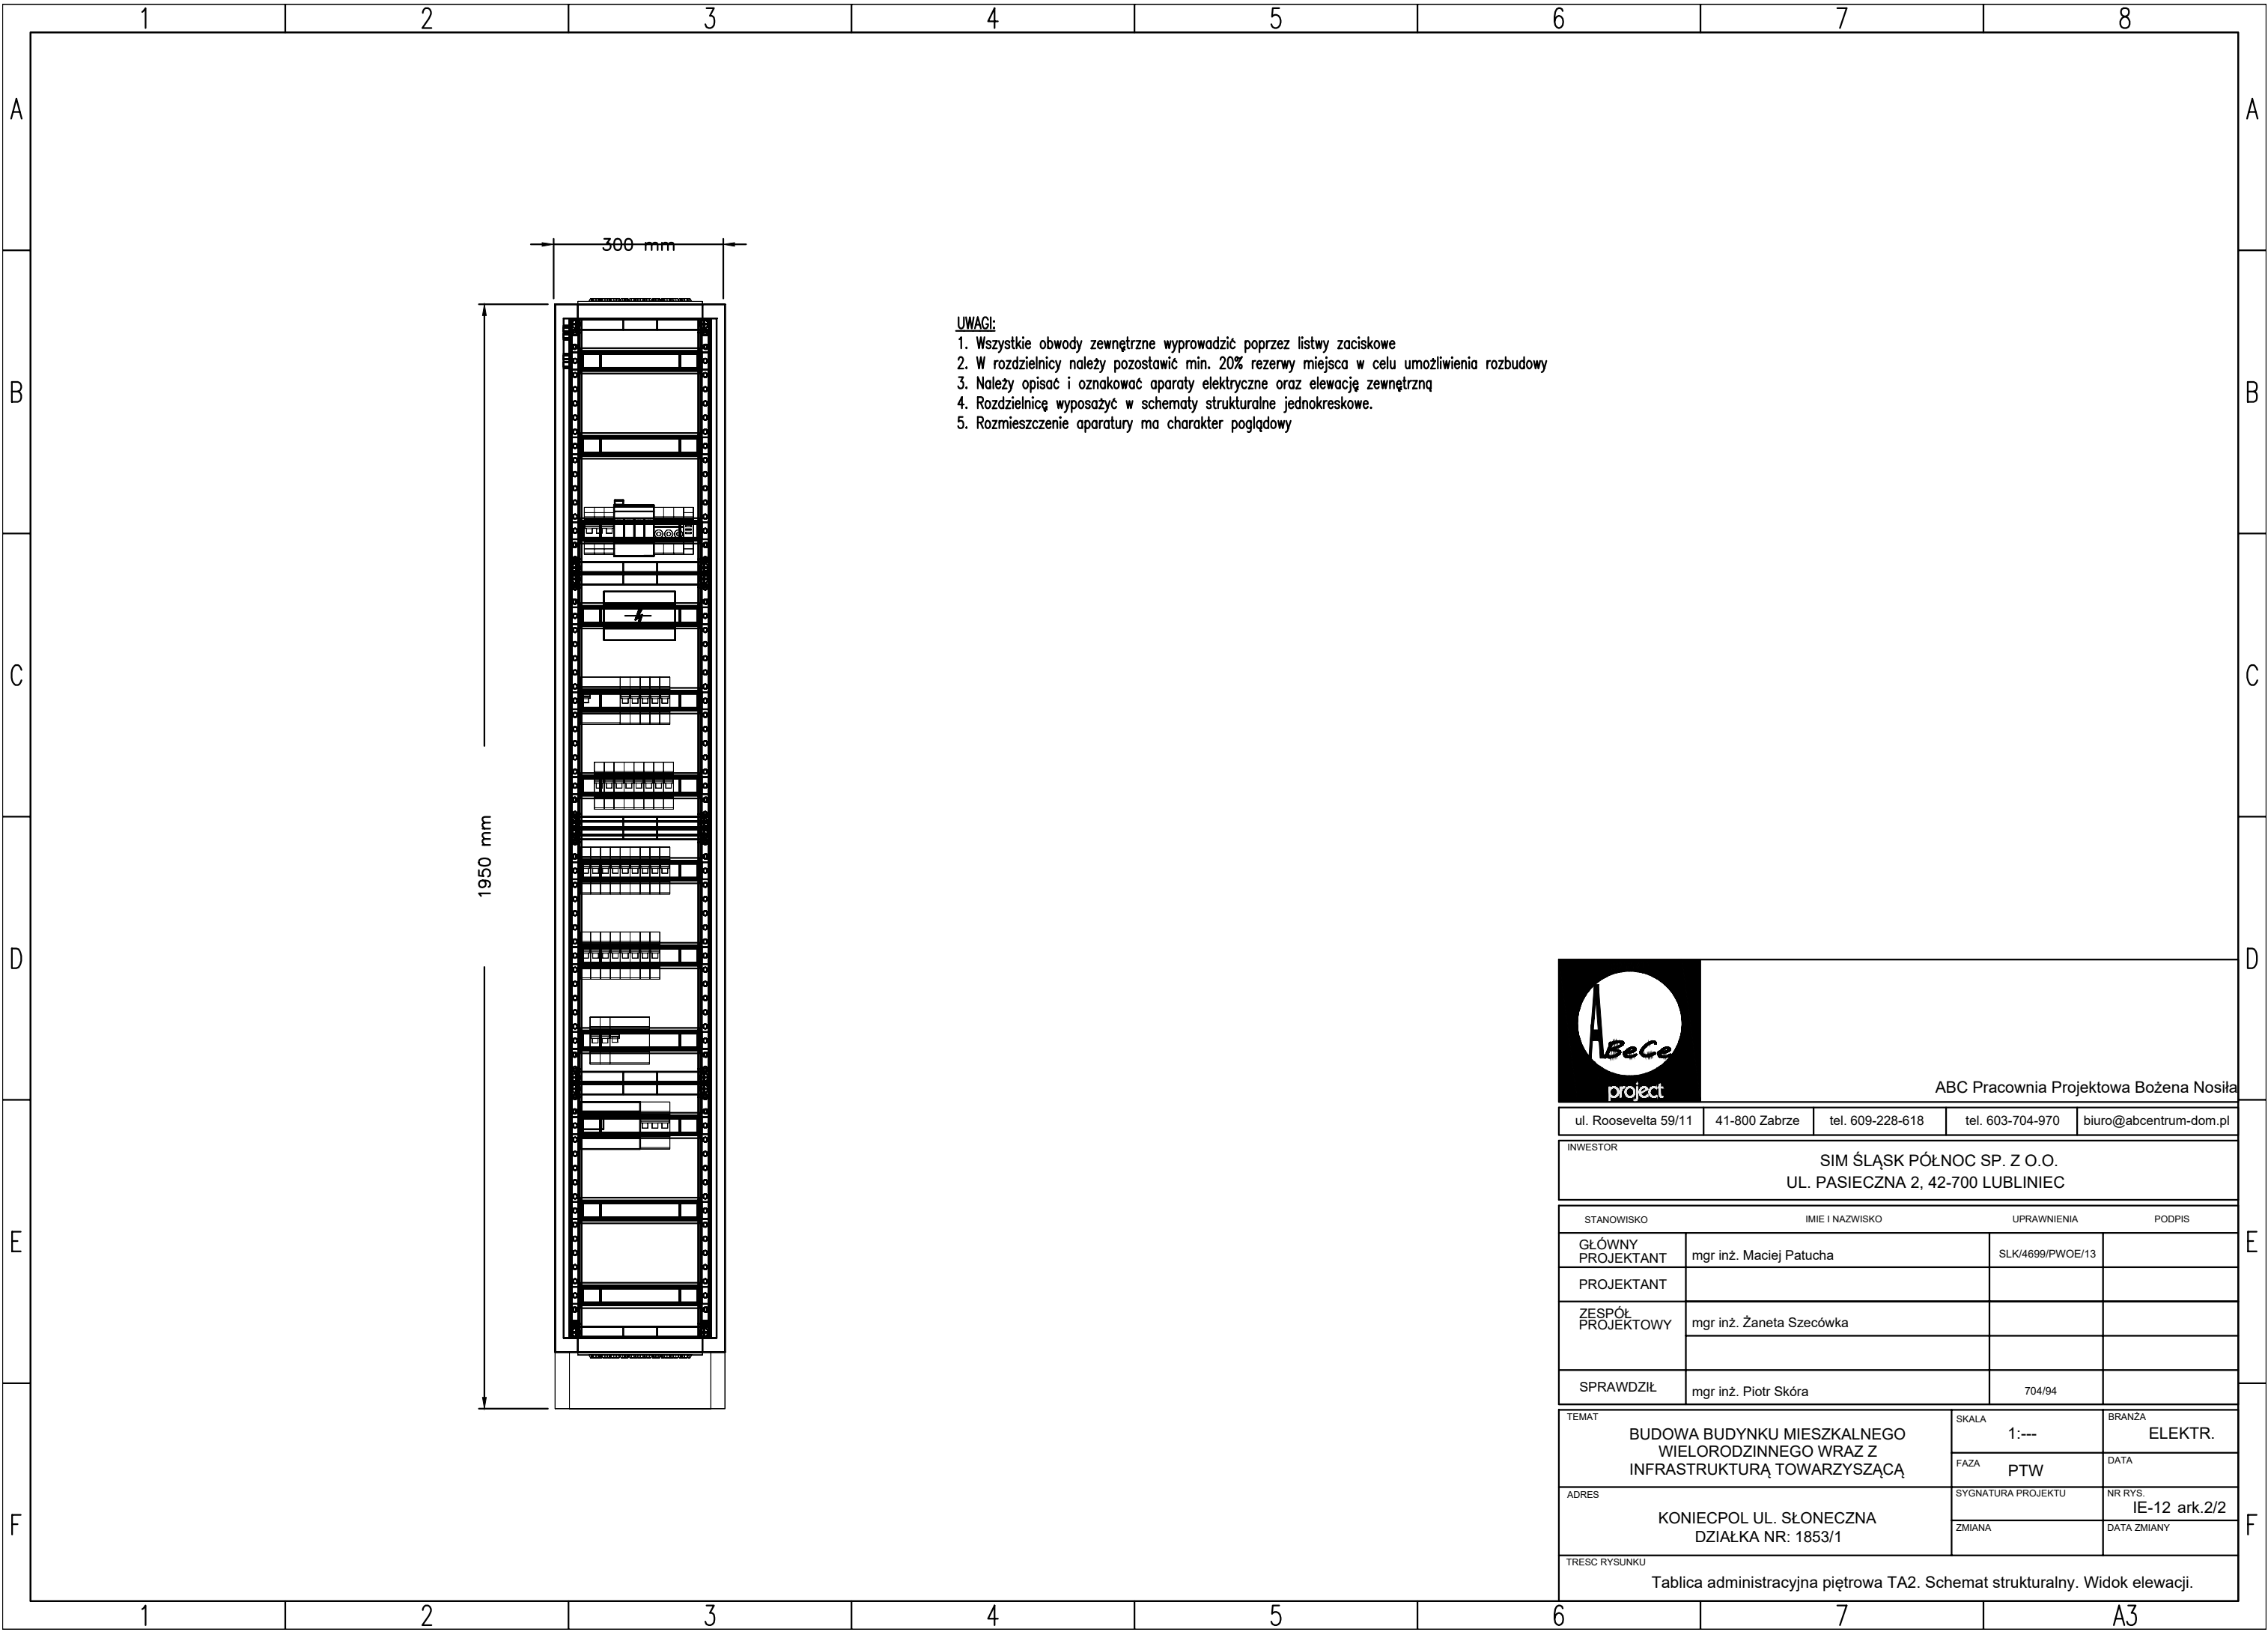 1 2 3 4 5 6 7 8
A A
B B
C C
D D
E E
F F
300 mm
1950 mm
UWAGI:
1. Wszystkie obwody zewnętrzne wyprowadzić poprzez listwy zaciskowe
2. W rozdzielnicy należy pozostawić min. 20% rezerwy miejsca w celu umożliwienia rozbudowy
3. Należy opisać i oznakować aparaty elektryczne oraz elewację zewnętrzną
4. Rozdzielnicę wyposażyć w schematy strukturalne jednokreskowe.
5. Rozmieszczenie aparatury ma charakter poglądowy
ABeCe
project
ABC Pracownia Projektowa Bożena Nosiła
ul. Roosevelta 59/11 41-800 Zabrze tel. 609-228-618 tel. 603-704-970 biuro@abcentrum-dom.pl
INWESTOR
SIM ŚLĄSK PÓŁNOC SP. Z O.O.
UL. PASIECZNA 2, 42-700 LUBLINIEC
STANOWISKO IMIE I NAZWISKO UPRAWNIENIA PODPIS
GŁÓWNY
PROJEKTANT mgr inż. Maciej Patucha SLK/4699/PWOE/13
PROJEKTANT
ZESPÓŁ
PROJEKTOWY mgr inż. Żaneta Szecówka
SPRAWDZIŁ mgr inż. Piotr Skóra 704/94
TEMAT
BUDOWA BUDYNKU MIESZKALNEGO
WIELORODZINNEGO WRAZ Z
INFRASTRUKTURĄ TOWARZYSZĄCĄ
SKALA
1:---
BRANŻA
ELEKTR.
FAZA
PTW
DATA
ADRES
KONIECPOL UL. SŁONECZNA
DZIAŁKA NR: 1853/1
SYGNATURA PROJEKTU
NR RYS.
IE-12 ark.2/2
ZMIANA
DATA ZMIANY
TRESC RYSUNKU
Tablica administracyjna piętrowa TA2. Schemat strukturalny. Widok elewacji.
1 2 3 4 5 6 7 A3